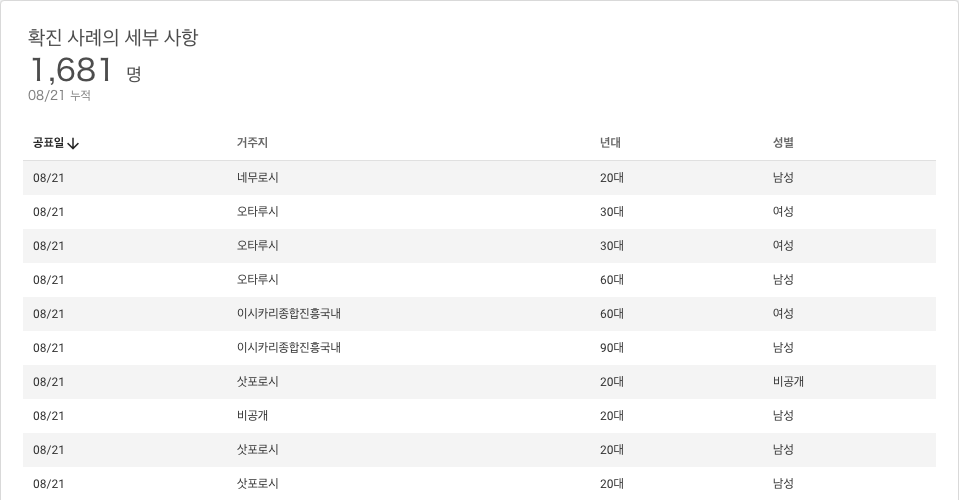 확진 사례의 세부 사항
1,681 명
08/21 누적
공표일 거주지 년대 성별
08/21 네무로시 20대 남성
08/21 오타루시 30대 여성
08/21 오타루시 30대 여성
08/21 오타루시 60대 남성
08/21 이시카리종합진흥국내 60대 여성
08/21 이시카리종합진흥국내 90대 남성
08/21 삿포로시 20대 비공개
08/21 비공개 20대 남성
08/21 삿포로시 20대 남성
08/21 삿포로시 20대 남성